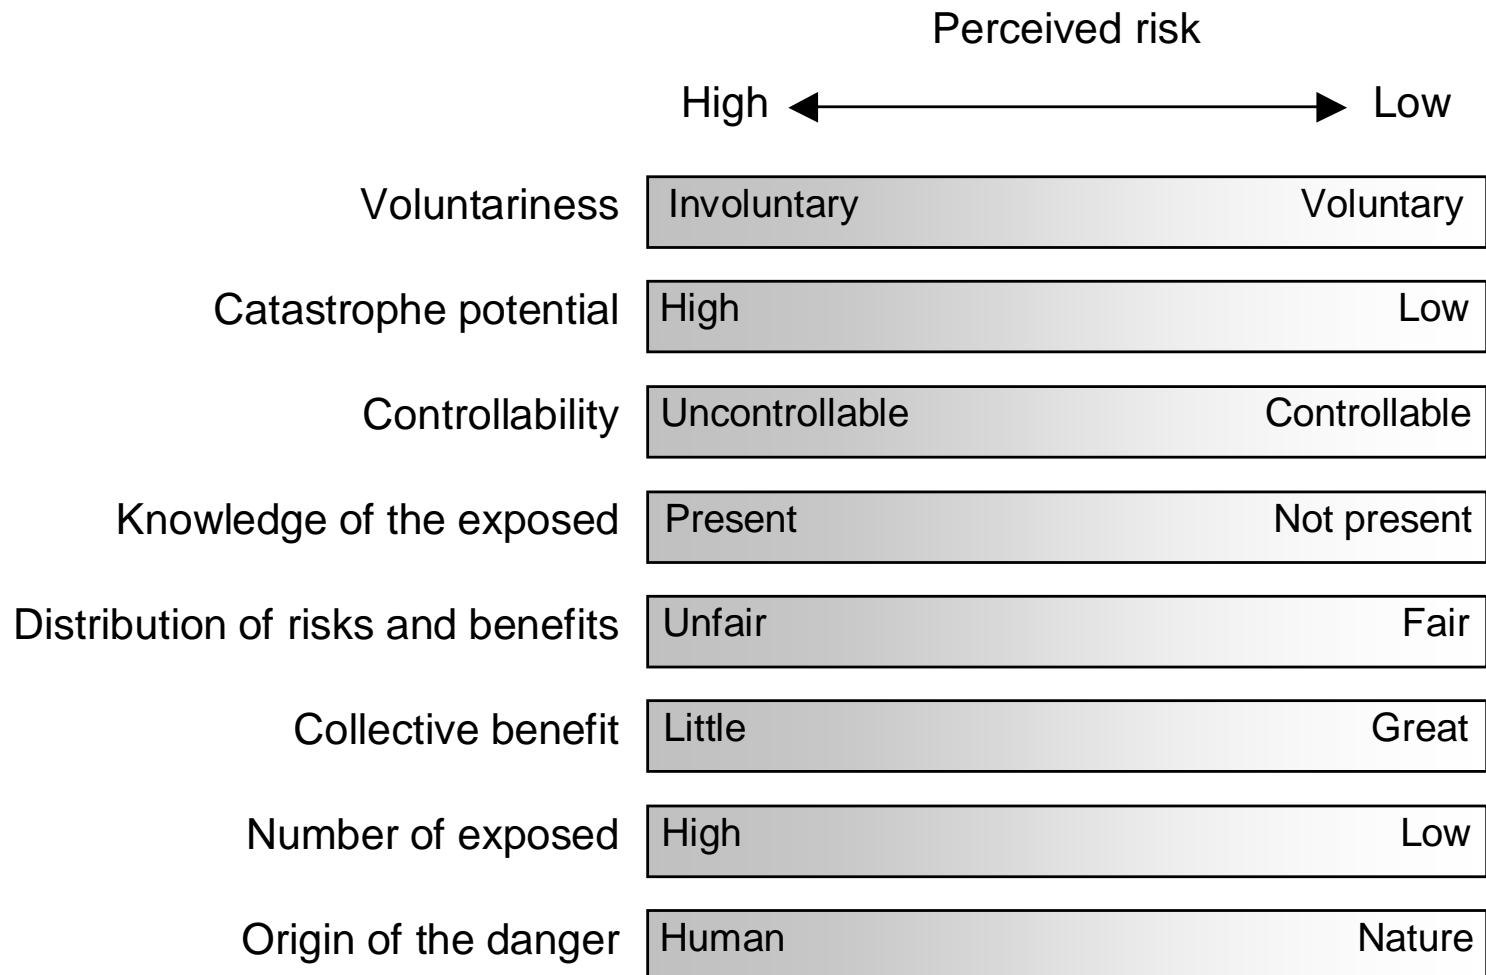 Perceived risk
High Low
Voluntariness Involuntary Voluntary
Catastrophe potential High Low
Controllability Uncontrollable Controllable
Knowledge of the exposed Present Not present
Distribution of risks and benefits Unfair Fair
Collective benefit Little Great
Number of exposed High Low
Origin of the danger Human Nature